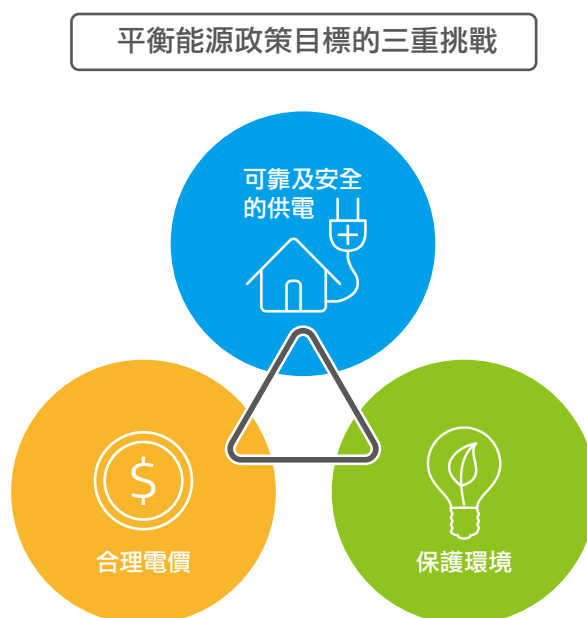 平衡能源政策目標的三重挑戰
可靠及安全
的供電
$
合理電價
保護環境